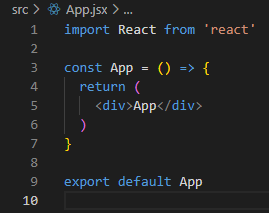 src > App.jsx > ...
1 import React from 'react'
2
3 const App = () => {
4   return (
5     <div>App</div>
6   )
7 }
8
9 export default App
10